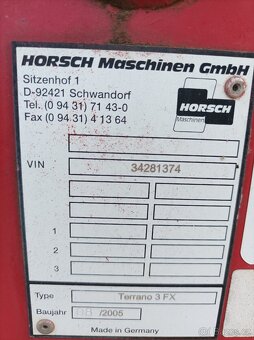 HORSCH Maschinen GmbH
Sitzenhof 1
D-92421 Schwandorf
Tel. (0 94 31) 71 43-0
Fax (0 94 31) 4 13 64
HORSCH
Maschinen
VIN 34281374
1
2
3
Type Terrano 3 FX
Baujahr 08 /2005
Made in Germany